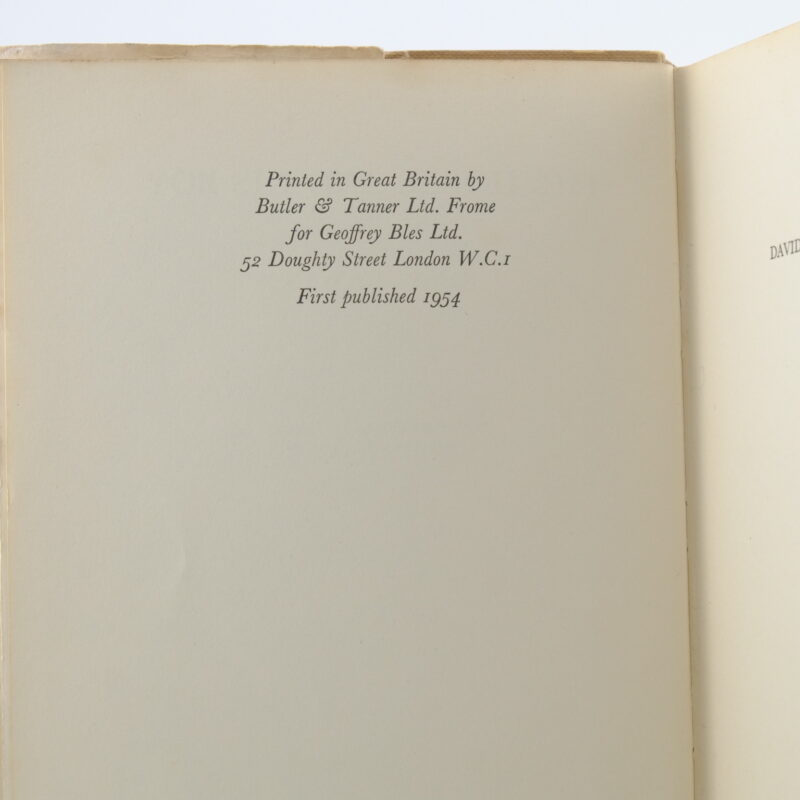 Printed in Great Britain by
Butler & Tanner Ltd. Frome
for Geoffrey Bles Ltd.
52 Doughty Street London W.C.1
First published 1954
DAVID